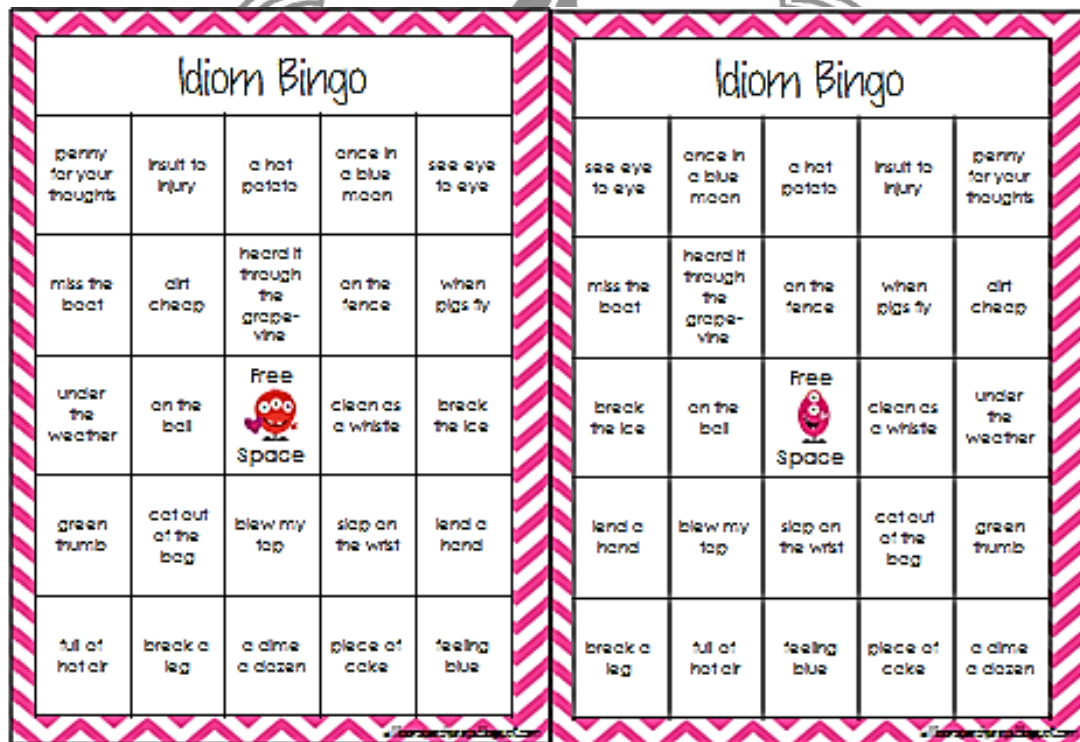 Idiom Bingo
penny
for your
thoughts
insult to
injury
a hot
potato
once in
a blue
moon
see eye
to eye
miss the
boat
dirt
cheap
heard it
through
the
grape-
vine
on the
fence
when
pigs fly
under
the
weather
on the
ball
Free
Space
clean as
a whistle
break
the ice
green
thumb
cat out
of the
bag
blew my
top
slap on
the wrist
lend a
hand
full of
hot air
break a
leg
a dime
a dozen
piece of
cake
feeling
blue
Idiom Bingo
see eye
to eye
once in
a blue
moon
a hot
potato
insult to
injury
penny
for your
thoughts
miss the
boat
heard it
through
the
grape-
vine
on the
fence
when
pigs fly
dirt
cheap
break
the ice
on the
ball
Free
Space
clean as
a whistle
under
the
weather
lend a
hand
blew my
top
slap on
the wrist
cat out
of the
bag
green
thumb
break a
leg
full of
hot air
feeling
blue
piece of
cake
a dime
a dozen